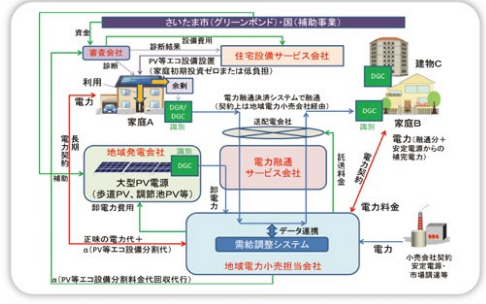 さいたま市(グリーンボンド)・国(補助事業)
資金
設備費用
審査会社
診断結果
住宅設備サービス会社
診断
PV等エコ設備設置
(家庭初期投資ゼロまたは低負担)
建物C
利用
余剰
DGC
電力
DGR/
DGC
識別
電力融通決済システムで融通
(契約上は地域電力小売会社経由)
DGC
家庭A
識別
家庭B
送配電会社
長期
電力契約
補助
地域発電会社
識別
DGC
電力融通
サービス会社
託送料金
電力契約
電力(融通分+
安定電源からの
補完電力)
大型PV電源
(歩道PV、調節池PV等)
卸電力費用
卸電力
電力料金
データ連携
正味の電力代+
α(PV等エコ設備分割代)
需給調整システム
電力
小売会社契約
安定電源・
市場調達等
地域電力小売担当会社
α(PV等エコ設備分割料金代回収代行)